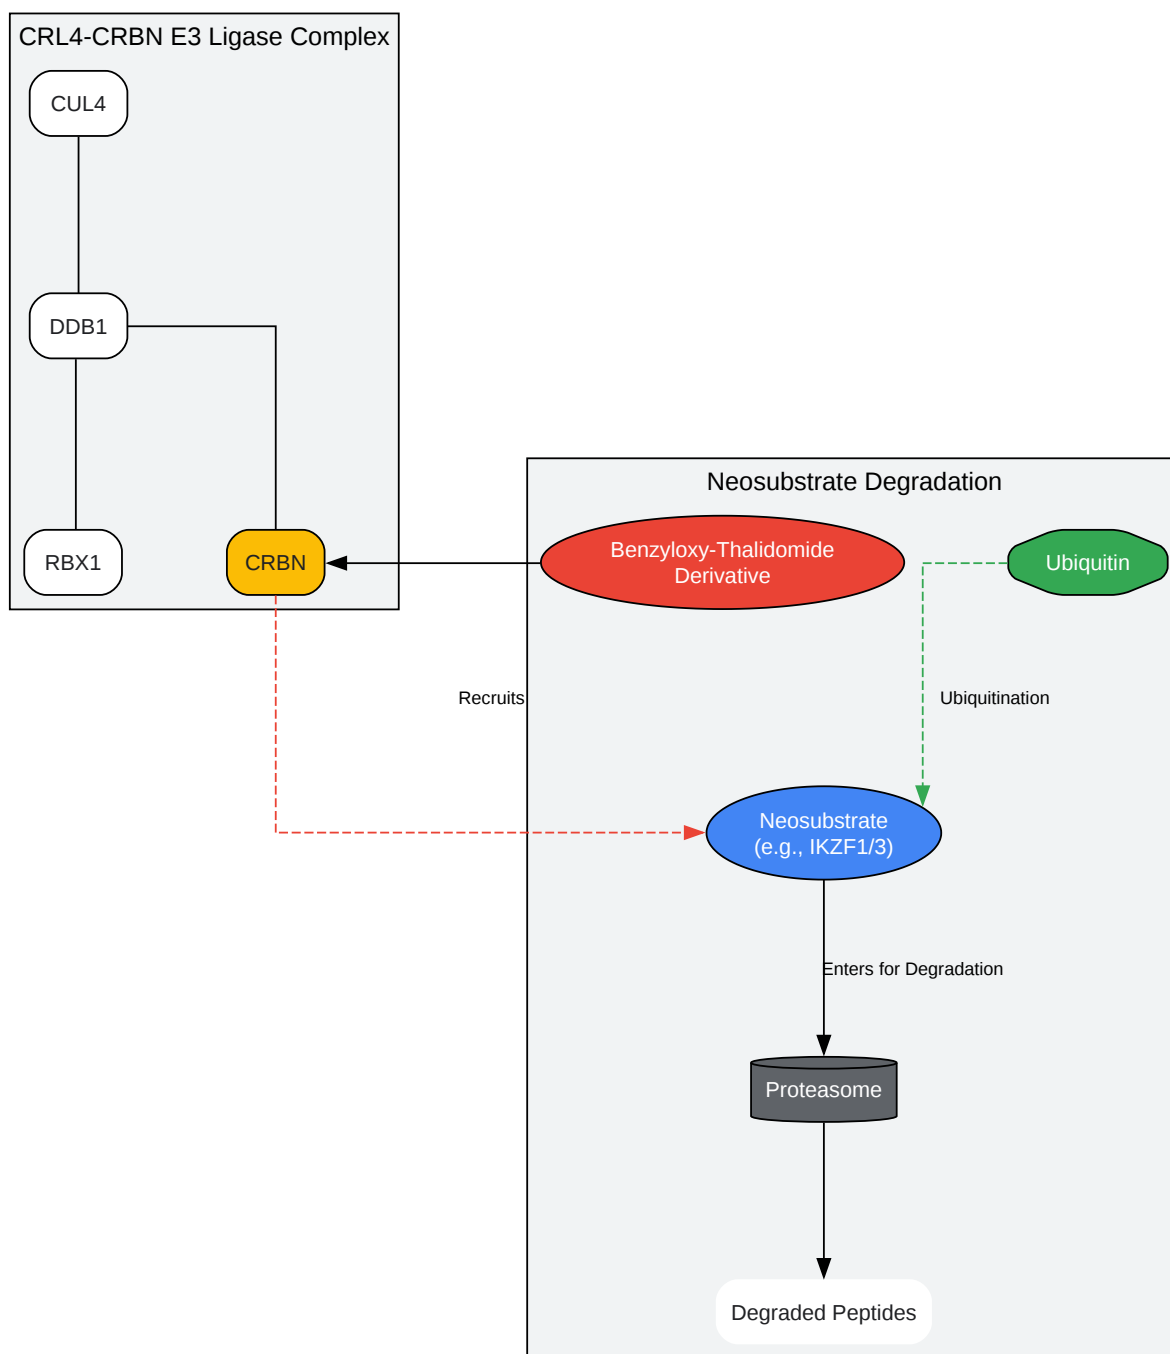 CRL4-CRBN E3 Ligase Complex
CUL4
DDB1
RBX1
CRBN
Neosubstrate Degradation
Benzyloxy-Thalidomide
Derivative
Ubiquitin
Recruits
Ubiquitination
Neosubstrate
(e.g., IKZF1/3)
Enters for Degradation
Proteasome
Degraded Peptides